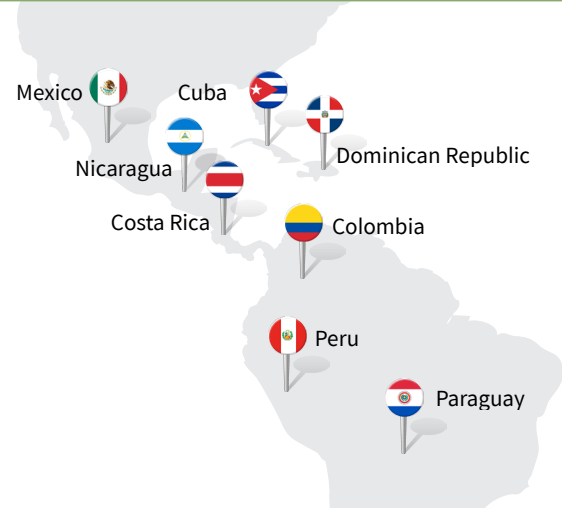 Mexico
Cuba
Dominican Republic
Nicaragua
Costa Rica
Colombia
Peru
Paraguay